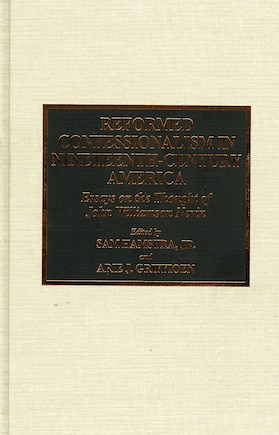 REFORMED
CONFESSIONALISM IN
NINETEENTH-CENTURY
AMERICA
Essays on the Thought of
John Williamson Nevin
Edited by
SAM HAMSTRA, JR.
and
ARIE J. GRIFFIOEN